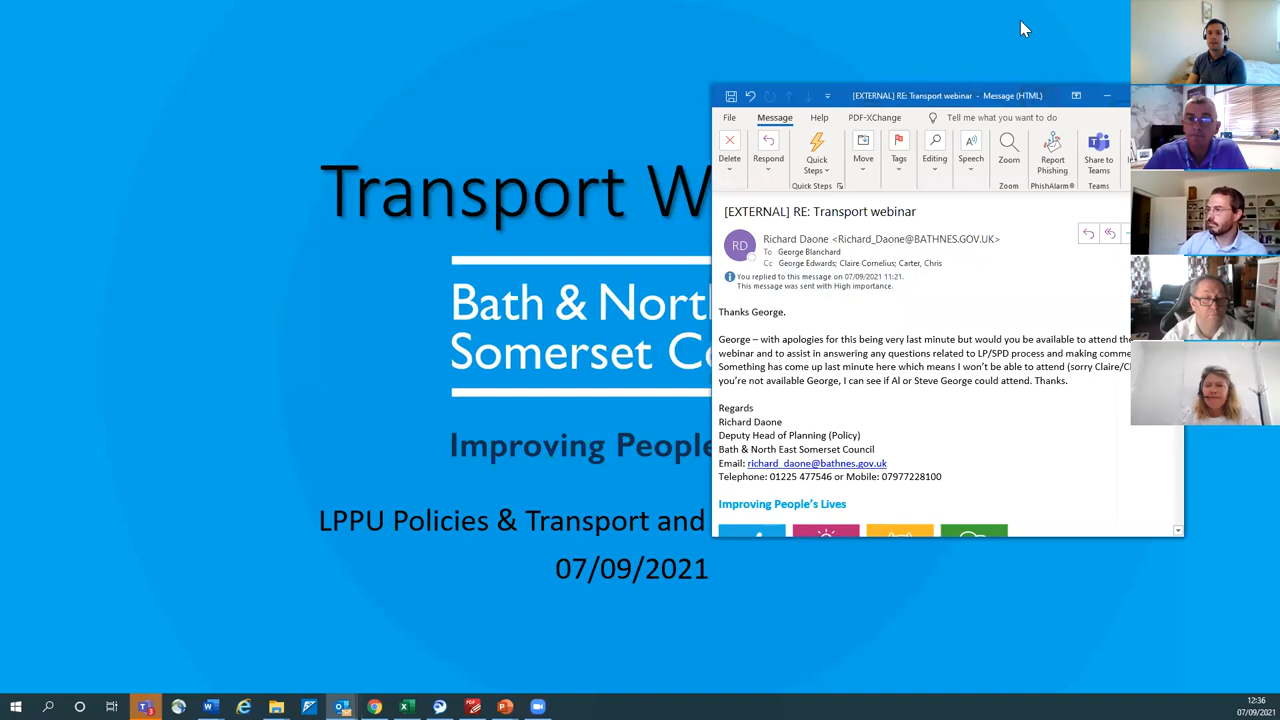 Transport W
Bath & North
Somerset Co
Improving People
LPPU Policies & Transport and
07/09/2021
[EXTERNAL] RE: Transport webinar - Message (HTML)
File Message Help PDF-XChange Tell me what you want to do
Delete Respond Quick Steps Move Tags Editing Speech Zoom Report Phishing Share to Teams
Quick Steps Zoom PhishAlarm® Teams
[EXTERNAL] RE: Transport webinar
RD
Richard Daone <Richard_Daone@BATHNES.GOV.UK>
To George Blanchard
Cc George Edwards; Claire Cornelius; Carter, Chris
You replied to this message on 07/09/2021 11:21.
This message was sent with High importance.
Thanks George.
George – with apologies for this being very last minute but would you be available to attend the
webinar and to assist in answering any questions related to LP/SPD process and making comme
Something has come up last minute here which means I won't be able to attend (sorry Claire/C
you're not available George, I can see if Al or Steve George could attend. Thanks.
Regards
Richard Daone
Deputy Head of Planning (Policy)
Bath & North East Somerset Council
Email: richard_daone@bathnes.gov.uk
Telephone: 01225 477546 or Mobile: 07977228100
Improving People's Lives
12:36
07/09/2021